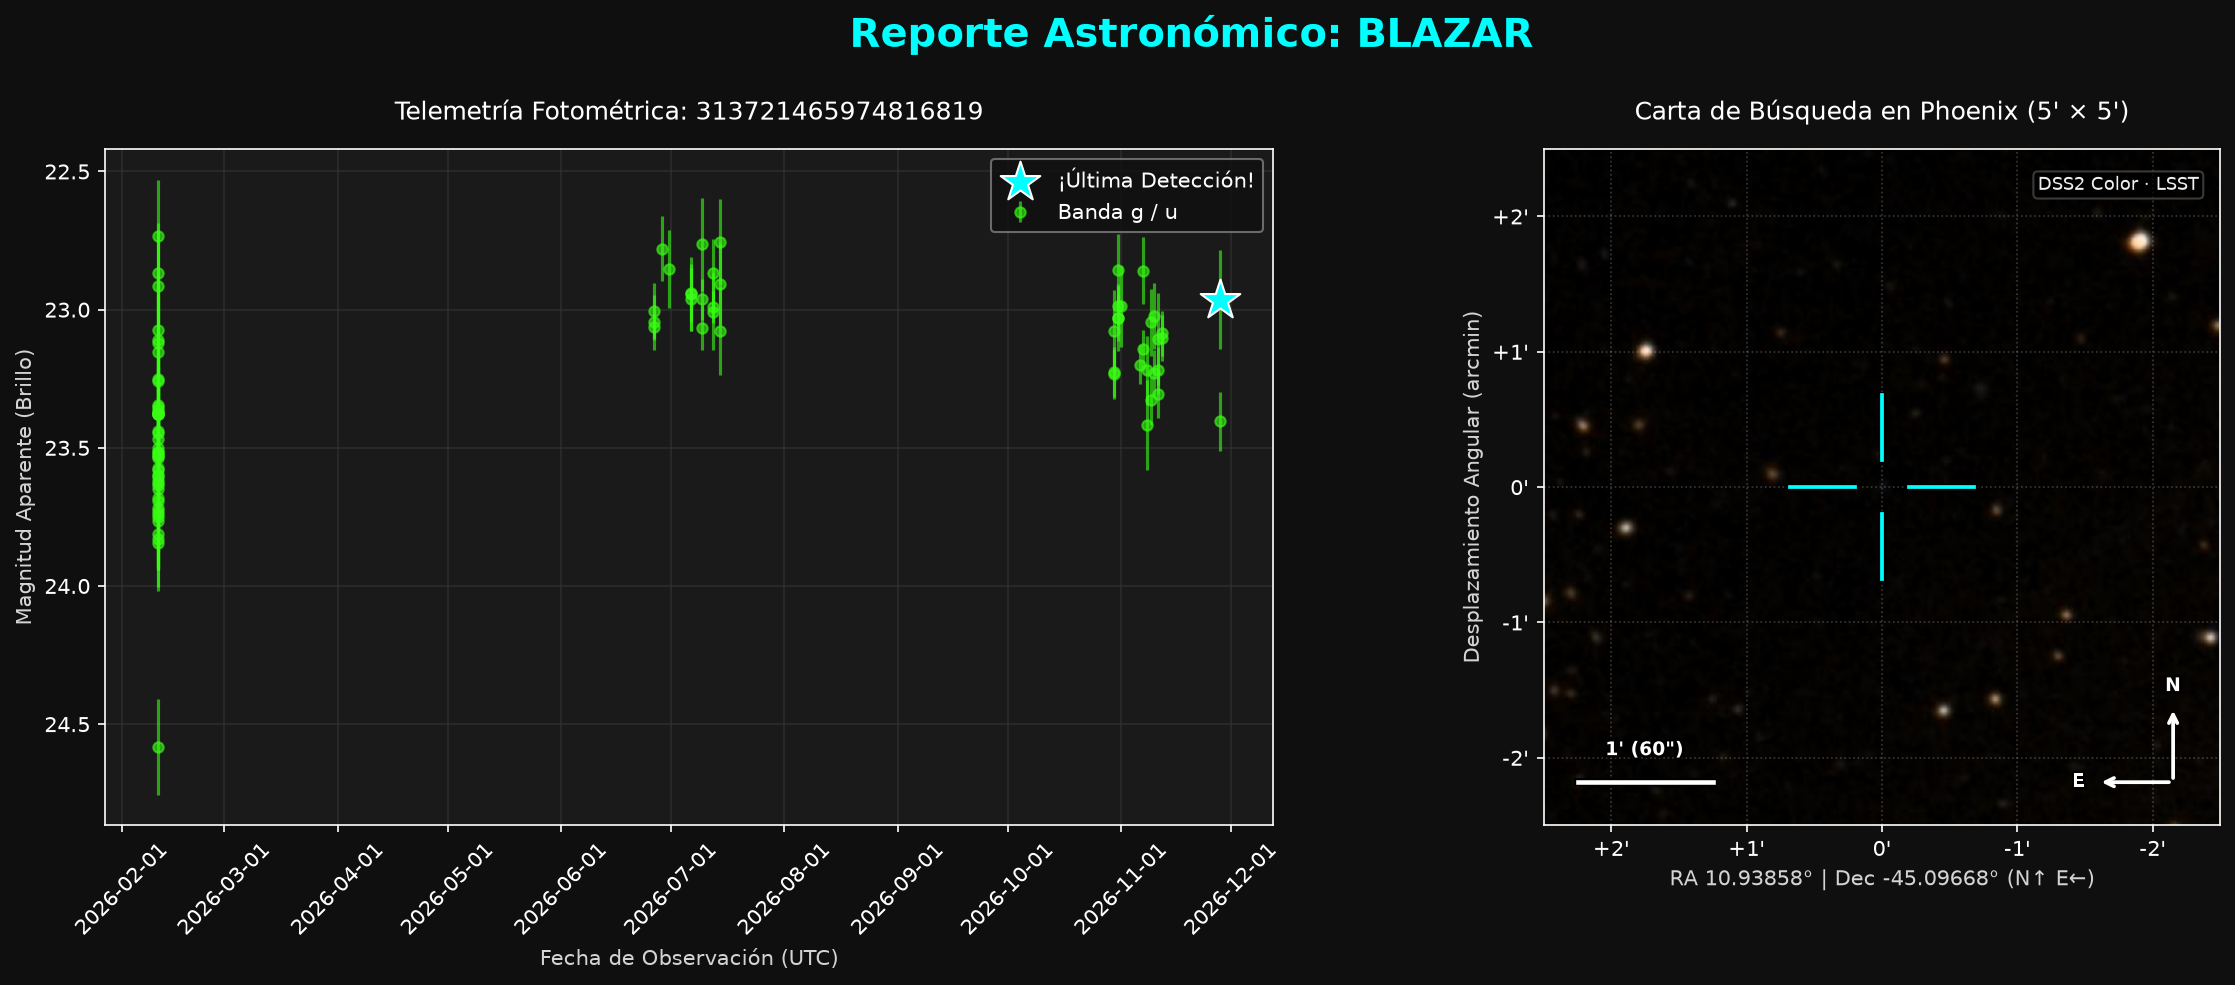 Reporte Astronómico: BLAZAR
Telemetría Fotométrica: 313721465974816819
Magnitud Aparente (Brillo)
22.5
23.0
23.5
24.0
24.5
¡Última Detección!
Banda g / u
2026-02-01
2026-03-01
2026-04-01
2026-05-01
2026-06-01
2026-07-01
2026-08-01
2026-09-01
2026-10-01
2026-11-01
2026-12-01
Fecha de Observación (UTC)
Carta de Búsqueda en Phoenix (5' × 5')
Desplazamiento Angular (arcmin)
+2'
+1'
0'
-1'
-2'
DSS2 Color · LSST
1' (60")
N
E
+2'
+1'
0'
-1'
-2'
RA 10.93858° | Dec -45.09668° (N↑ E←)